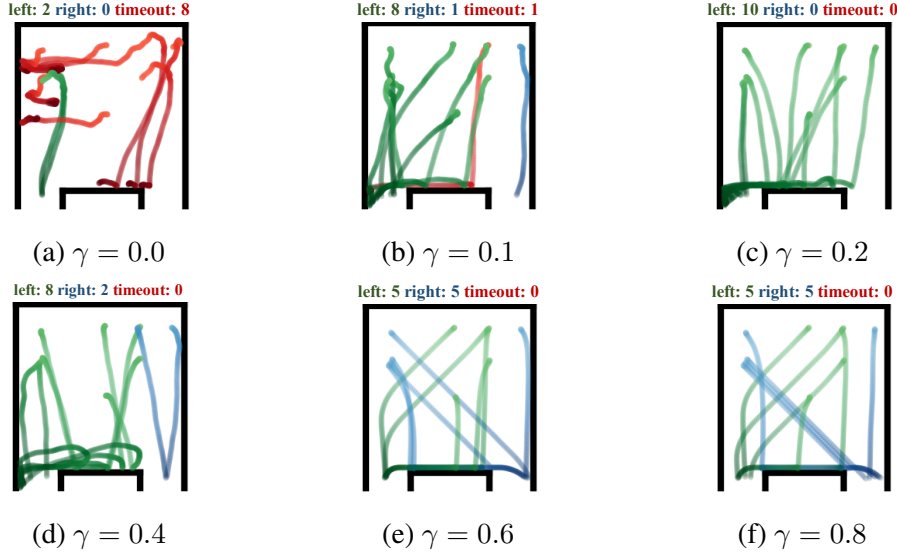 left: 2 right: 0 timeout: 8
left: 8 right: 1 timeout: 1
left: 10 right: 0 timeout: 0
(a) γ = 0.0
(b) γ = 0.1
(c) γ = 0.2
left: 8 right: 2 timeout: 0
left: 5 right: 5 timeout: 0
left: 5 right: 5 timeout: 0
(d) γ = 0.4
(e) γ = 0.6
(f) γ = 0.8